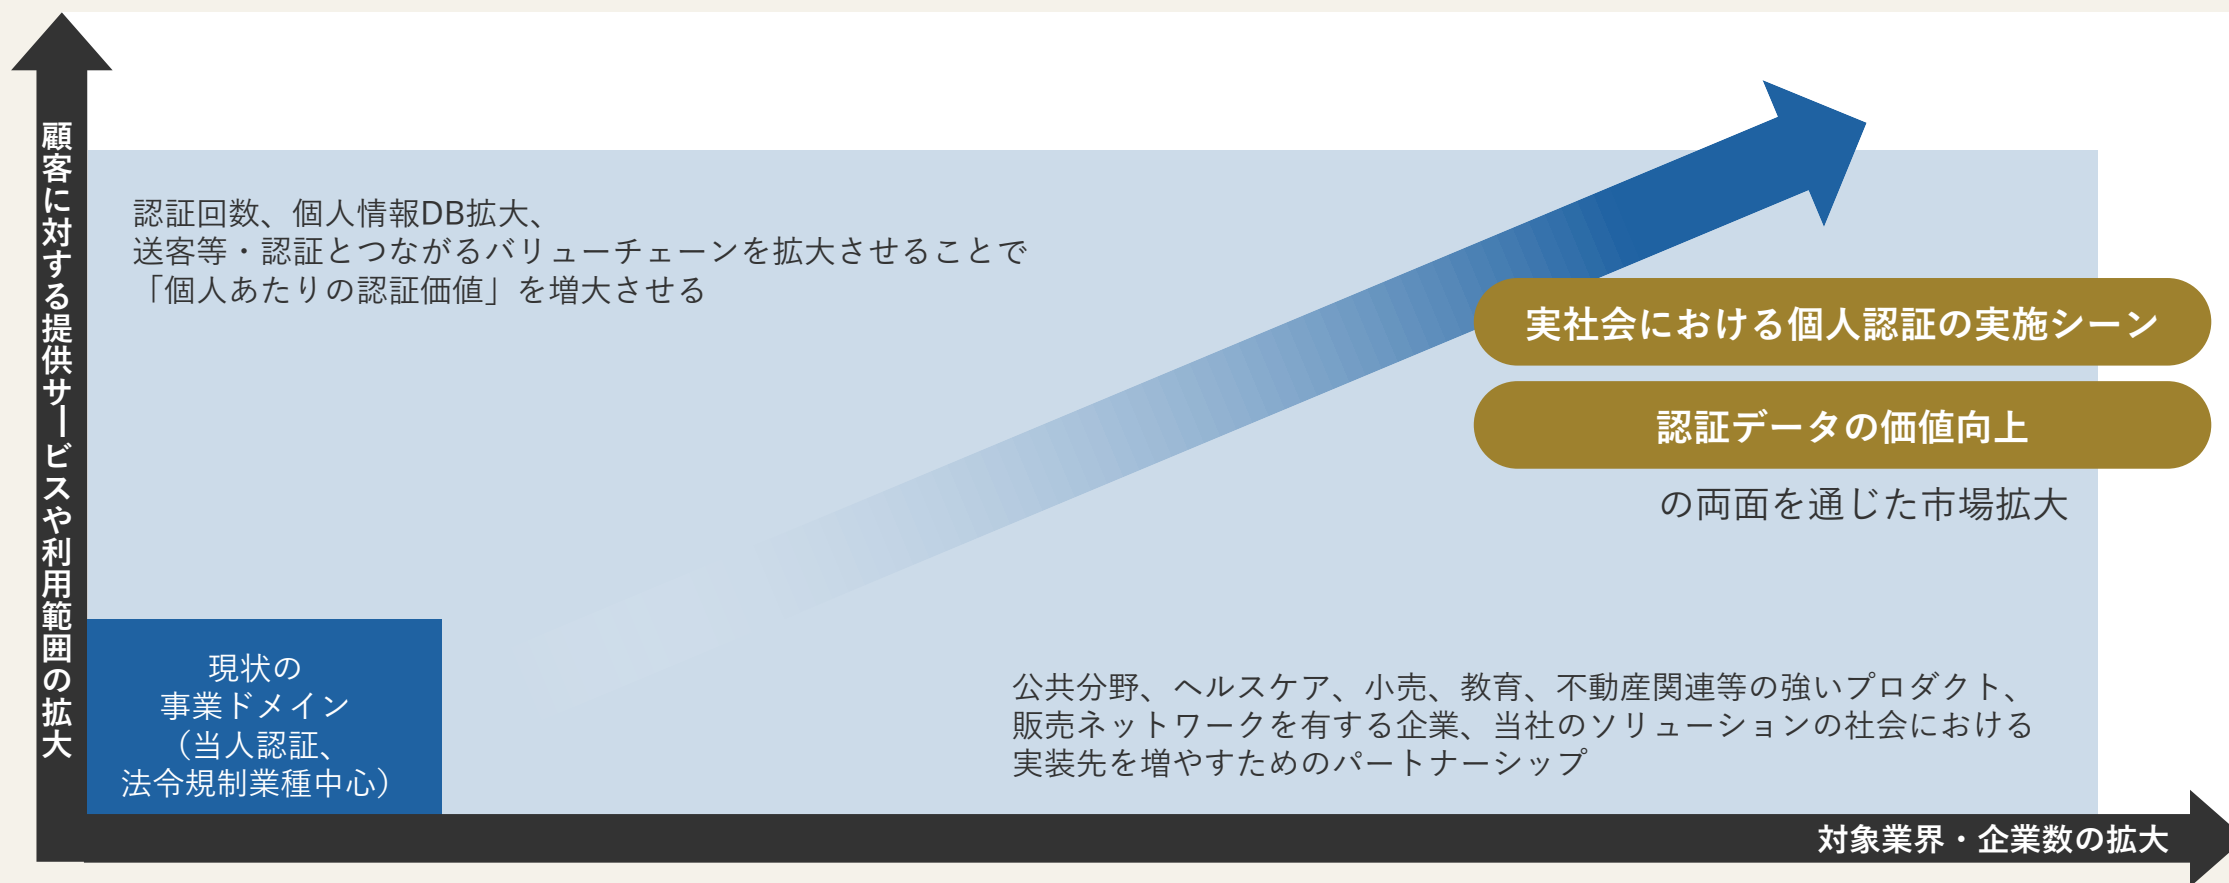 顧客に対する提供サービスや利用範囲の拡大
認証回数、個人情報DB拡大、
送客等・認証とつながるバリューチェーンを拡大させることで
「個人あたりの認証価値」を増大させる
実社会における個人認証の実施シーン
認証データの価値向上
の両面を通じた市場拡大
現状の
事業ドメイン
（当人認証、
法令規制業種中心）
公共分野、ヘルスケア、小売、教育、不動産関連等の強いプロダクト、
販売ネットワークを有する企業、当社のソリューションの社会における
実装先を増やすためのパートナーシップ
対象業界・企業数の拡大